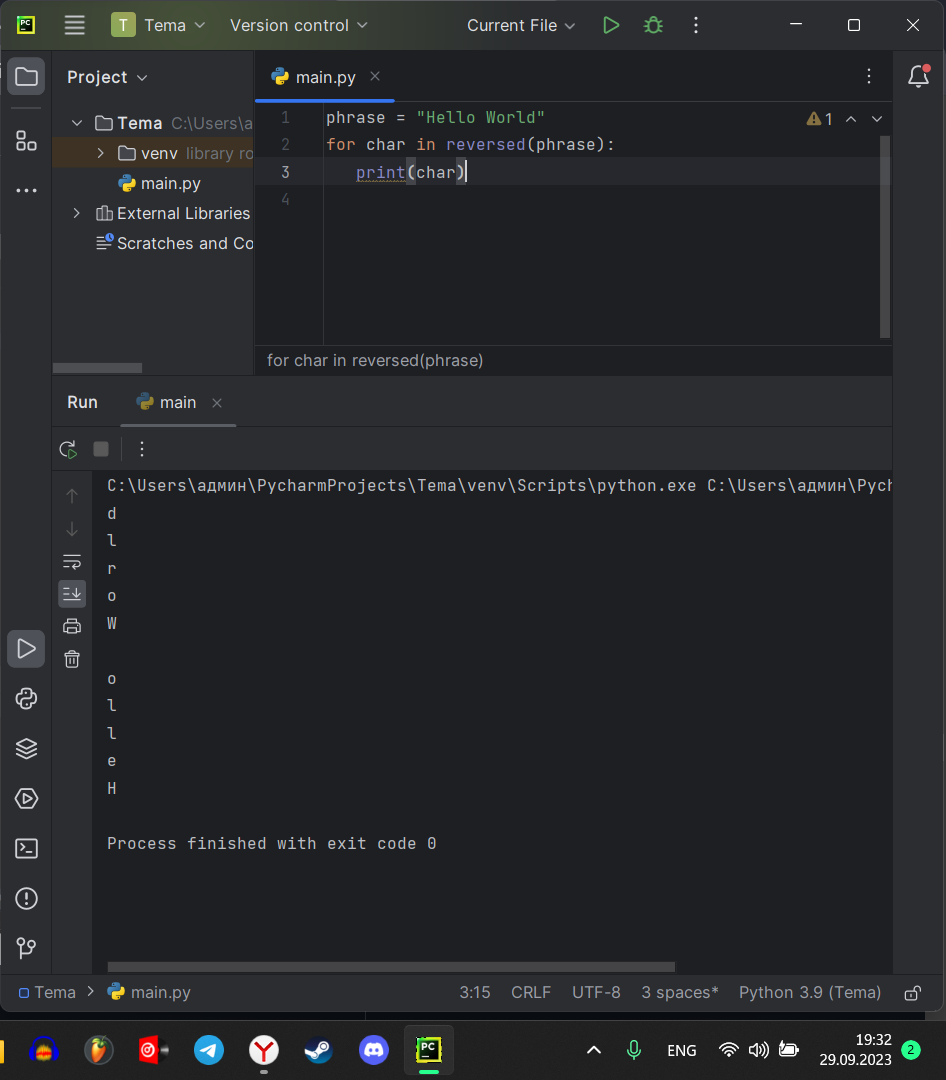 PC
T Tema Version control Current File
Project
main.py
Tema C:\Users\a
venv library ro
main.py
External Libraries
Scratches and Co
1 phrase = "Hello World"
2 for char in reversed(phrase):
3 print(char)
4
1
for char in reversed(phrase)
Run main
C:\Users\админ\PycharmProjects\Tema\venv\Scripts\python.exe C:\Users\админ\Pych
d
l
r
o
W
o
l
l
e
H
Process finished with exit code 0
Tema > main.py 3:15 CRLF UTF-8 3 spaces* Python 3.9 (Tema)
PC
ENG
19:32
29.09.2023
2